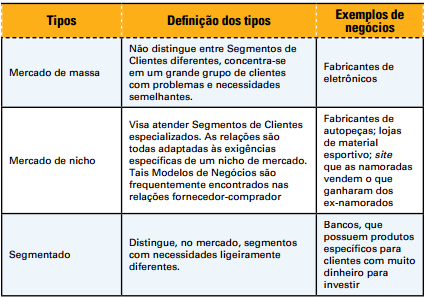 Tipos
Definição dos tipos
Exemplos de
negócios
Mercado de massa
Não distingue entre Segmentos de
Clientes diferentes, concentra-se
em um grande grupo de clientes
com problemas e necessidades
semelhantes.
Fabricantes de
eletrônicos
Mercado de nicho
Visa atender Segmentos de Clientes
especializados. As relações são
todas adaptadas às exigências
específicas de um nicho de mercado.
Tais Modelos de Negócios são
frequentemente encontrados nas
relações fornecedor-comprador
Fabricantes de
autopeças; lojas
de material
esportivo; site
que as namoradas
vendem o que
ganharam dos
ex-namorados
Segmentado
Distingue, no mercado, segmentos
com necessidades ligeiramente
diferentes.
Bancos, que
possuem produtos
específicos para
clientes com muito
dinheiro para
investir